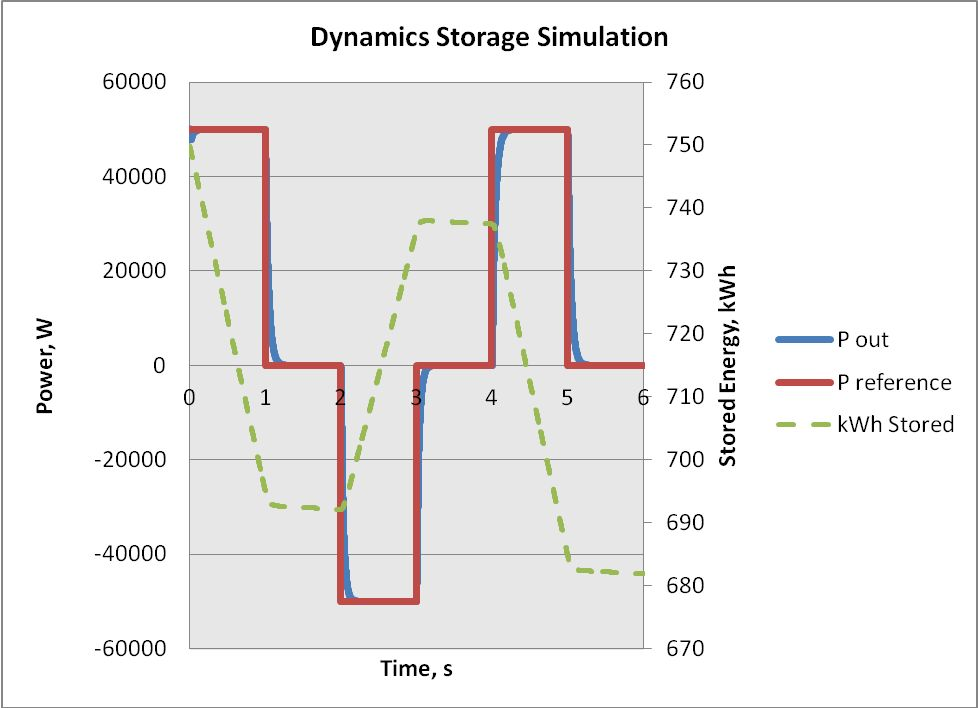 Dynamics Storage Simulation
60000
40000
20000
0
-20000
-40000
-60000
Power, W
0 1 2 3 4 5 6
Time, s
760
750
740
730
720
710
700
690
680
670
Stored Energy, kWh
P out
P reference
kWh Stored